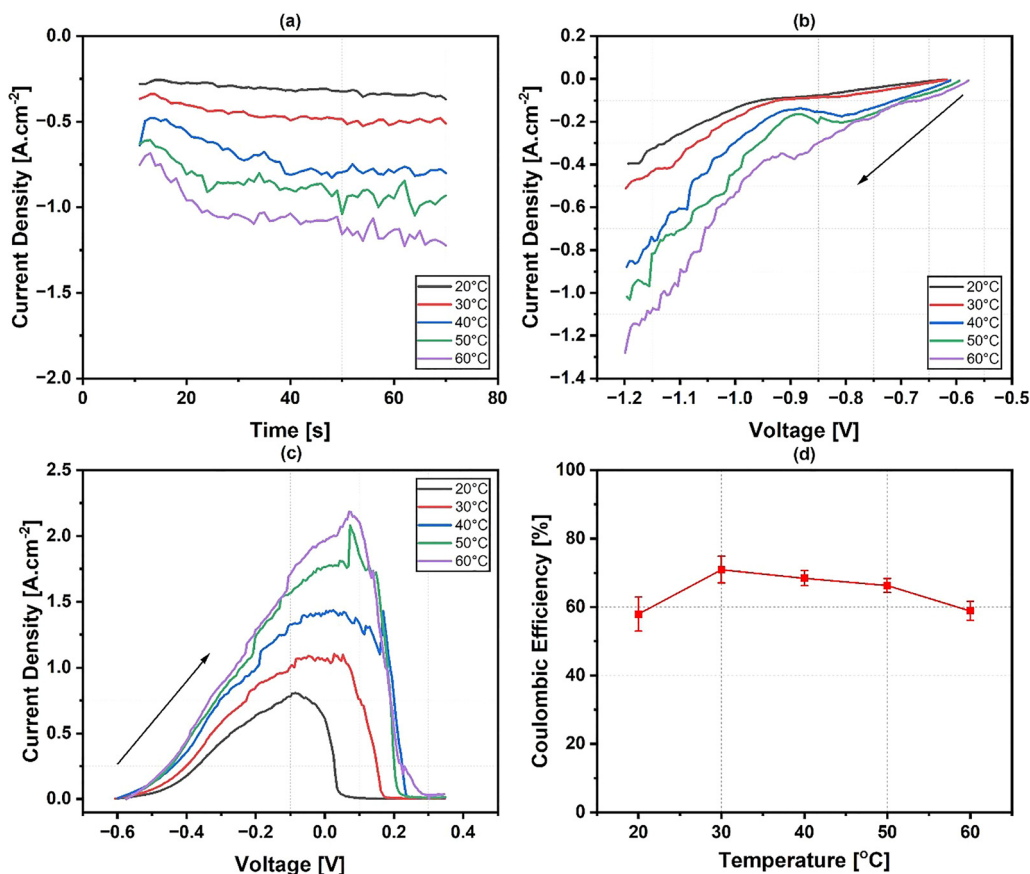 (a)
Current Density [A.cm⁻²]
0.0
−0.5
−1.0
−1.5
−2.0
0 20 40 60 80
Time [s]
20°C
30°C
40°C
50°C
60°C
(b)
Current Density [A.cm⁻²]
0.2
0.0
−0.2
−0.4
−0.6
−0.8
−1.0
−1.2
−1.4
−1.2 −1.1 −1.0 −0.9 −0.8 −0.7 −0.6 −0.5
Voltage [V]
20°C
30°C
40°C
50°C
60°C
(c)
Current Density [A.cm⁻²]
2.5
2.0
1.5
1.0
0.5
0.0
−0.6 −0.4 −0.2 0.0 0.2 0.4
Voltage [V]
20°C
30°C
40°C
50°C
60°C
(d)
Coulombic Efficiency [%]
100
80
60
40
20
0
20 30 40 50 60
Temperature [°C]